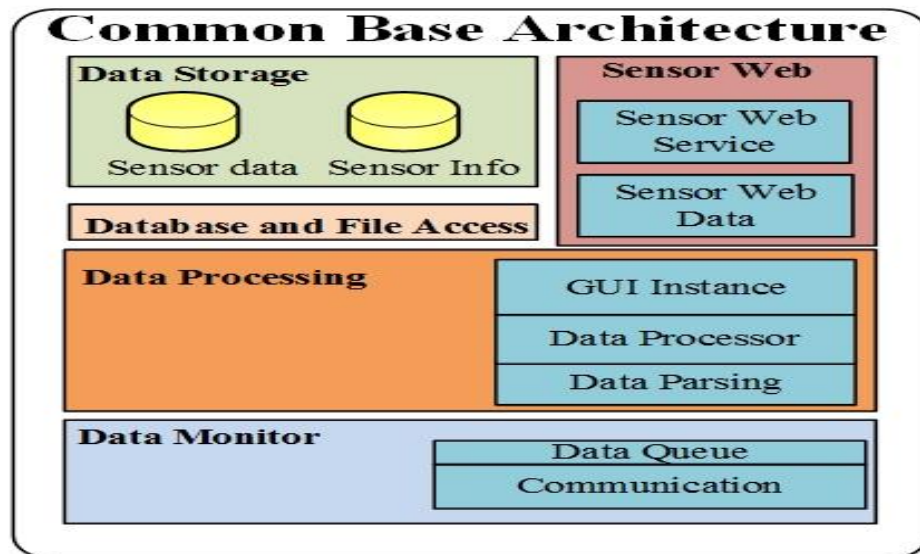 Common Base Architecture
Data Storage
Sensor data
Sensor Info
Database and File Access
Sensor Web
Sensor Web
Service
Sensor Web
Data
Data Processing
GUI Instance
Data Processor
Data Parsing
Data Monitor
Data Queue
Communication